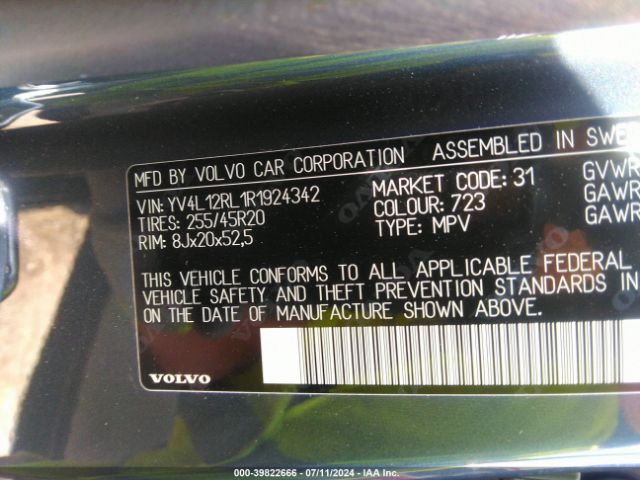 MFD BY VOLVO CAR CORPORATION ASSEMBLED IN SWE
VIN: YV4L12RL1R1924342 MARKET CODE: 31 GVWR
TIRES: 255/45R20 COLOUR: 723 GAWR
RIM: 8Jx20x52,5 TYPE: MPV GAWR
THIS VEHICLE CONFORMS TO ALL APPLICABLE FEDERAL
VEHICLE SAFETY AND THEFT PREVENTION STANDARDS IN
ON THE DATE OF MANUFACTURE SHOWN ABOVE.
VOLVO
000-39822666 - 07/11/2024 - IAA Inc.